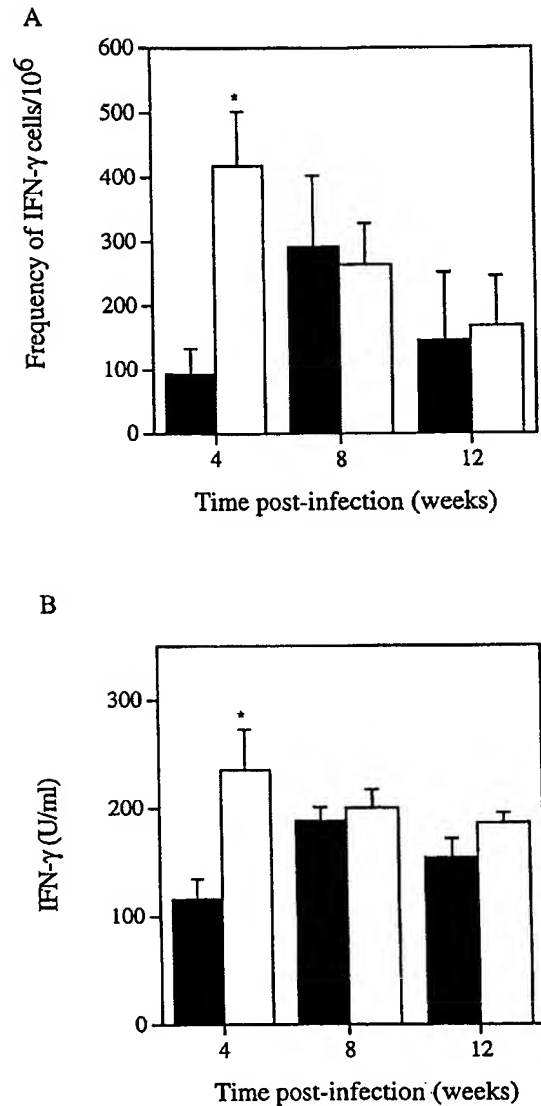 A
Frequency of IFN-γ cells/10⁶
600
500
400
300
200
100
0
*
4 8 12
Time post-infection (weeks)
B
IFN-γ (U/ml)
300
200
100
0
*
4 8 12
Time post-infection (weeks)